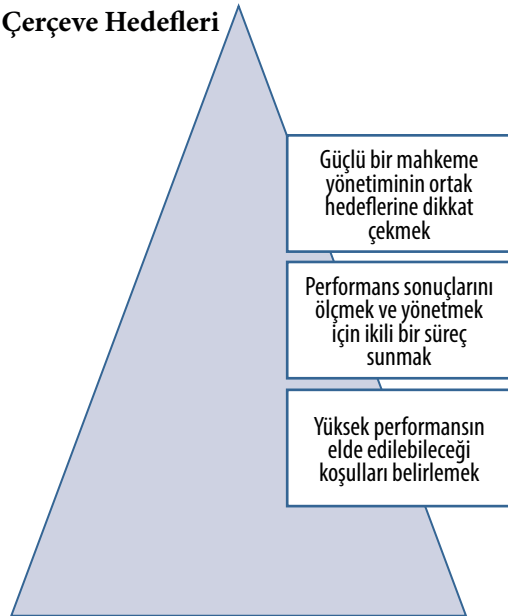 Çerçeve Hedefleri
Güçlü bir mahkeme
yönetiminin ortak
hedeflerine dikkat
çekmek
Performans sonuçlarını
ölçmek ve yönetmek
için ikili bir süreç
sunmak
Yüksek performansın
elde edilebileceği
koşulları belirlemek